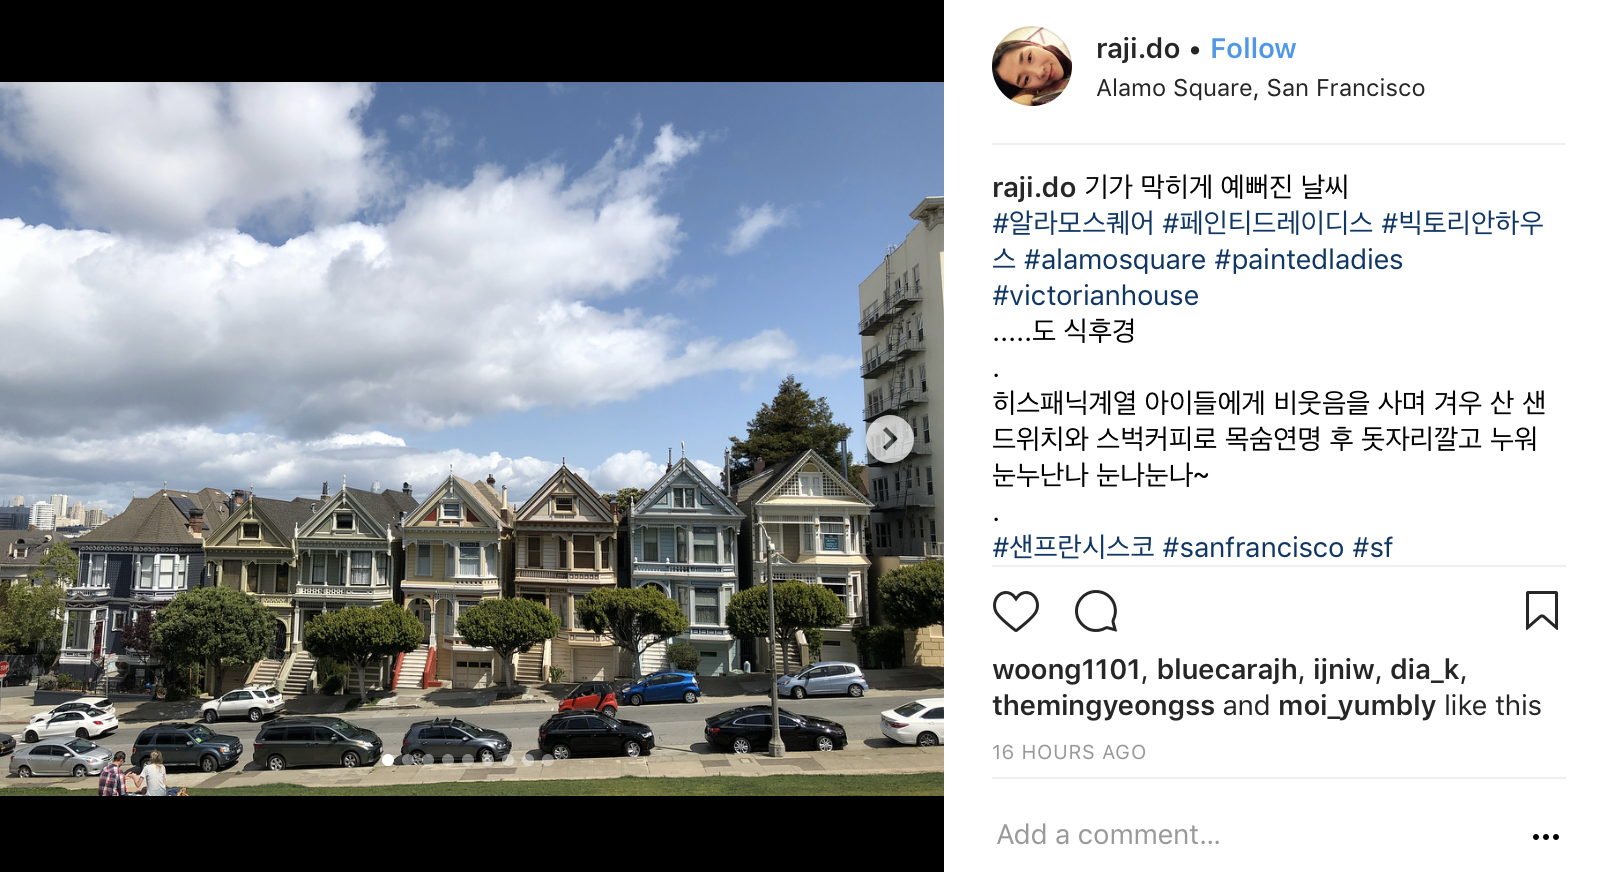 raji.do • Follow
Alamo Square, San Francisco
raji.do 기가 막히게 예뻐진 날씨
#알라모스퀘어 #페인티드레이디스 #빅토리안하우
스 #alamosquare #paintedladies
#victorianhouse
.....도 식후경
.
히스패닉계열 아이들에게 비웃음을 사며 겨우 산 샌
드위치와 스벅커피로 목숨연명 후 돗자리깔고 누워
눈누난나 눈나눈나~
.
#샌프란시스코 #sanfrancisco #sf
woong1101, bluecarajh, ijniw, dia_k,
themingyeongss and moi_yumbly like this
16 HOURS AGO
Add a comment...